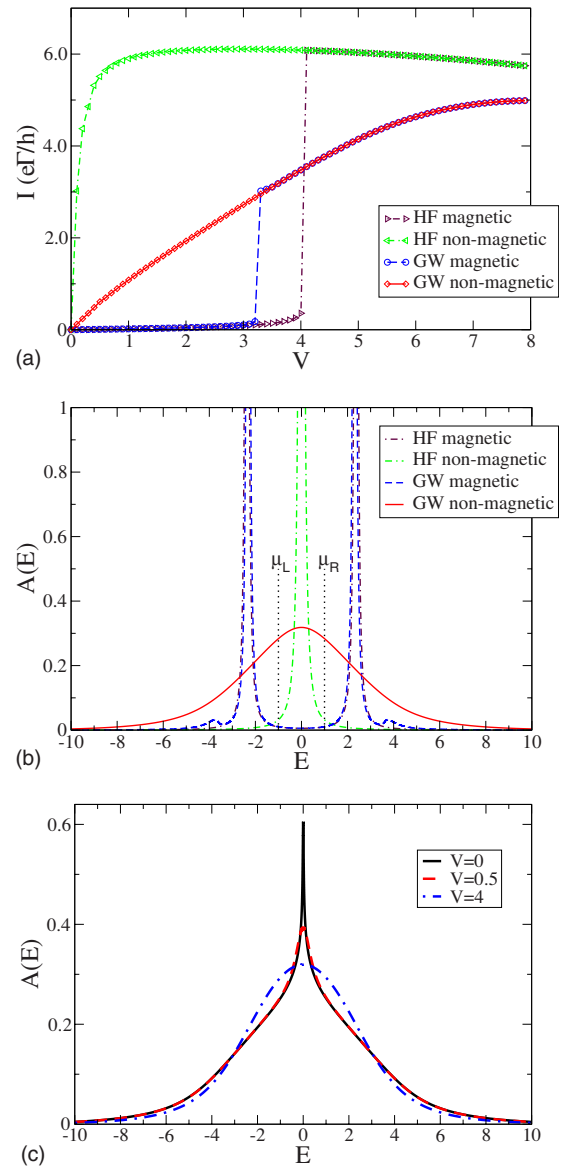 6.0
4.0
2.0
0.0
I (eΓ/h)
0 1 2 3 4 5 6 7 8
V
HF magnetic
HF non-magnetic
GW magnetic
GW non-magnetic
(a)
1
0.8
0.6
0.4
0.2
0
A(E)
μL
μR
-10 -8 -6 -4 -2 0 2 4 6 8 10
E
HF magnetic
HF non-magnetic
GW magnetic
GW non-magnetic
(b)
0.6
0.4
0.2
0
A(E)
V=0
V=0.5
V=4
-10 -8 -6 -4 -2 0 2 4 6 8 10
E
(c)